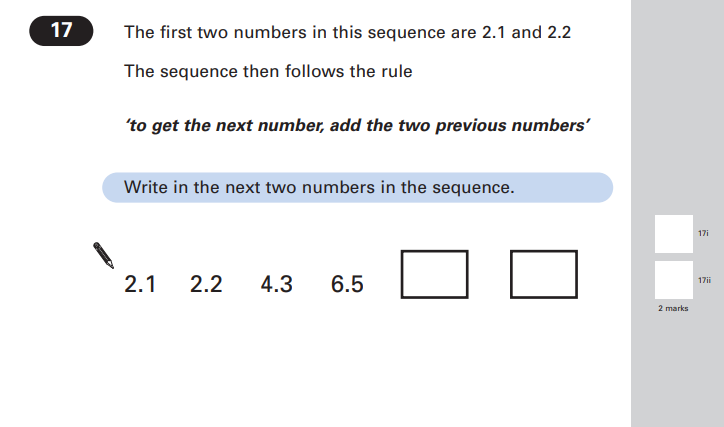 17
The first two numbers in this sequence are 2.1 and 2.2
The sequence then follows the rule
‘to get the next number, add the two previous numbers’
Write in the next two numbers in the sequence.
2.1 2.2 4.3 6.5
17i
17ii
2 marks